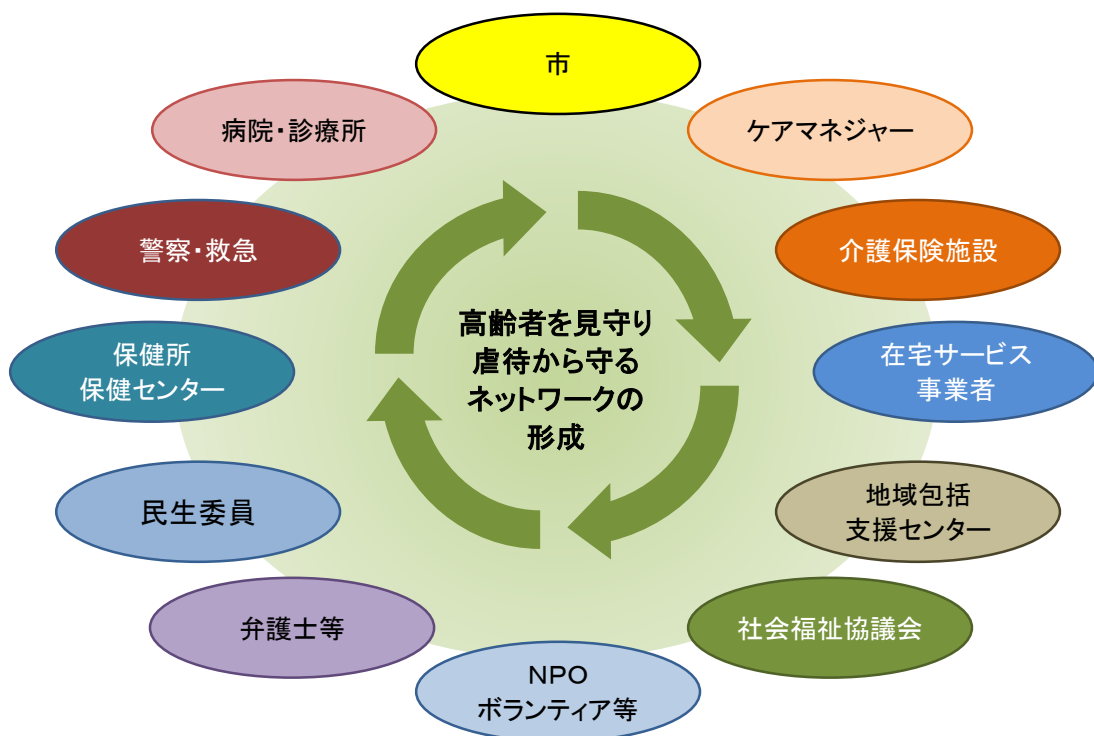 市
病院・診療所
ケアマネジャー
警察・救急
介護保険施設
高齢者を見守り
虐待から守る
ネットワークの
形成
保健所
保健センター
在宅サービス
事業者
民生委員
地域包括
支援センター
弁護士等
社会福祉協議会
NPO
ボランティア等